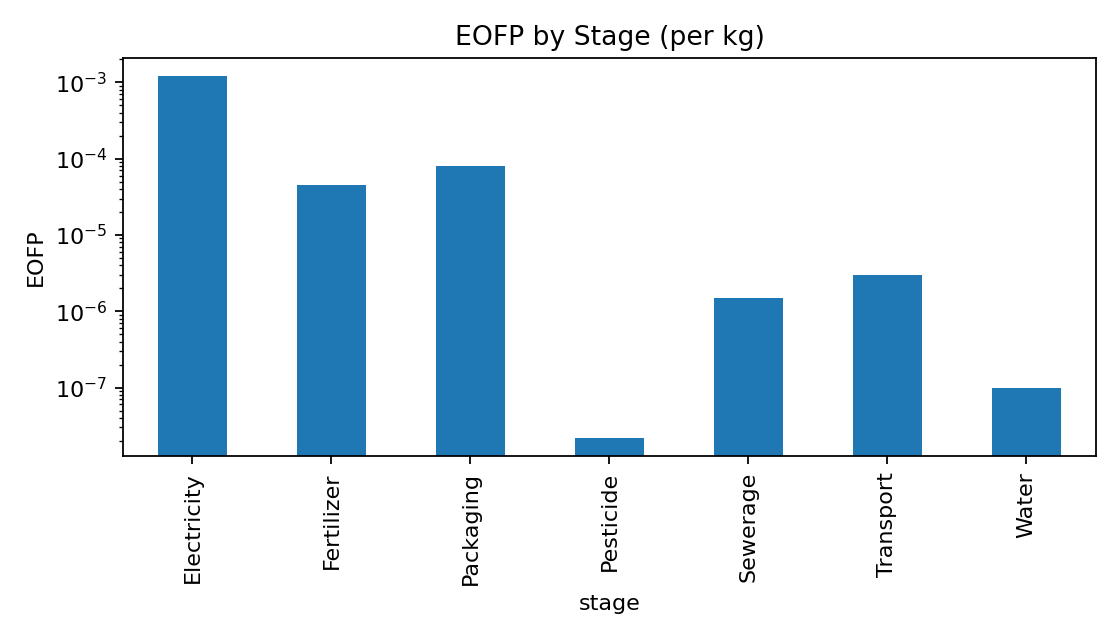 EOFP by Stage (per kg)
EOFP
10⁻³
10⁻⁴
10⁻⁵
10⁻⁶
10⁻⁷
Electricity
Fertilizer
Packaging
Pesticide
Sewerage
Transport
Water
stage